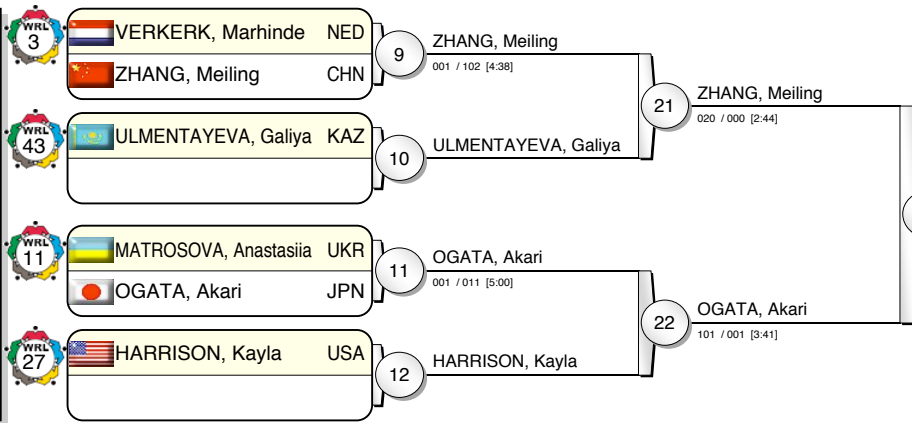 WRL
3
VERKERK, Marhinde NED
ZHANG, Meiling CHN
9
ZHANG, Meiling
001 / 102 [4:38]
21
ZHANG, Meiling
020 / 000 [2:44]
WRL
43
ULMENTAYEVA, Galiya KAZ
10
ULMENTAYEVA, Galiya
WRL
11
MATROSOVA, Anastasiia UKR
OGATA, Akari JPN
11
OGATA, Akari
001 / 011 [5:00]
22
OGATA, Akari
101 / 001 [3:41]
WRL
27
HARRISON, Kayla USA
12
HARRISON, Kayla